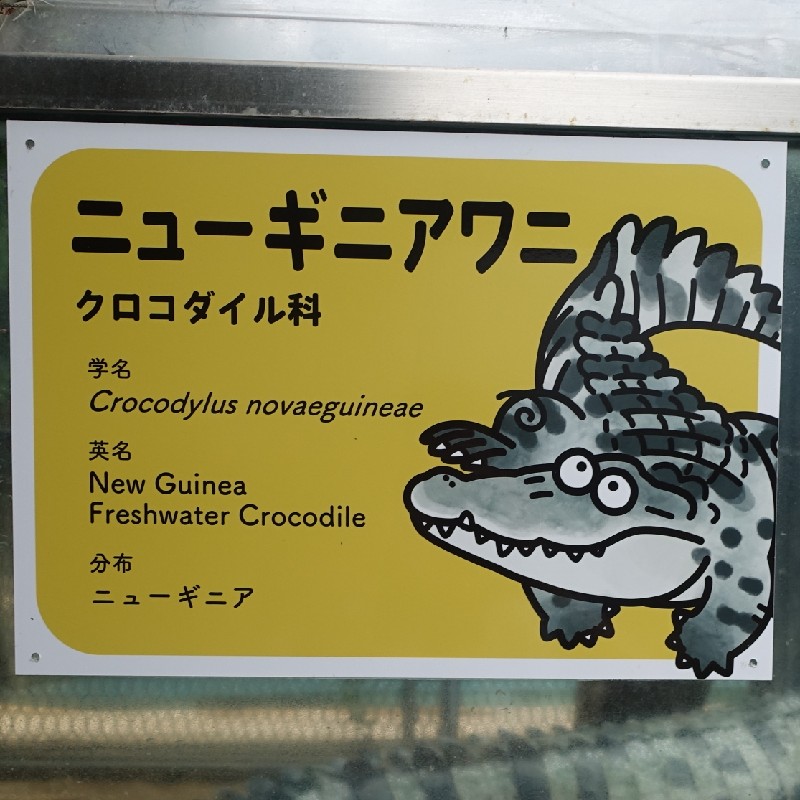 ニューギニアワニ
クロコダイル科
学名
Crocodylus novaeguineae
英名
New Guinea
Freshwater Crocodile
分布
ニューギニア